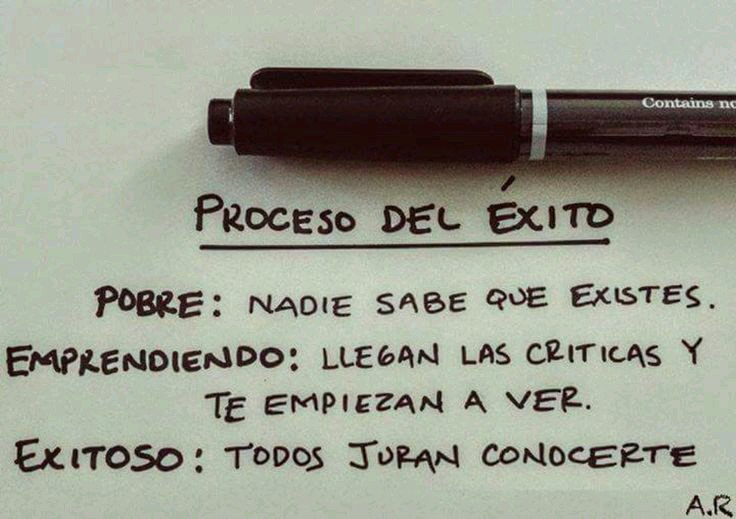 Contains no
PROCESO DEL ÉXITO
POBRE: NADIE SABE QUE EXISTES.
EMPRENDIENDO: LLEGAN LAS CRITICAS Y
TE EMPIEZAN A VER.
EXITOSO: TODOS JURAN CONOCERTE
A.R